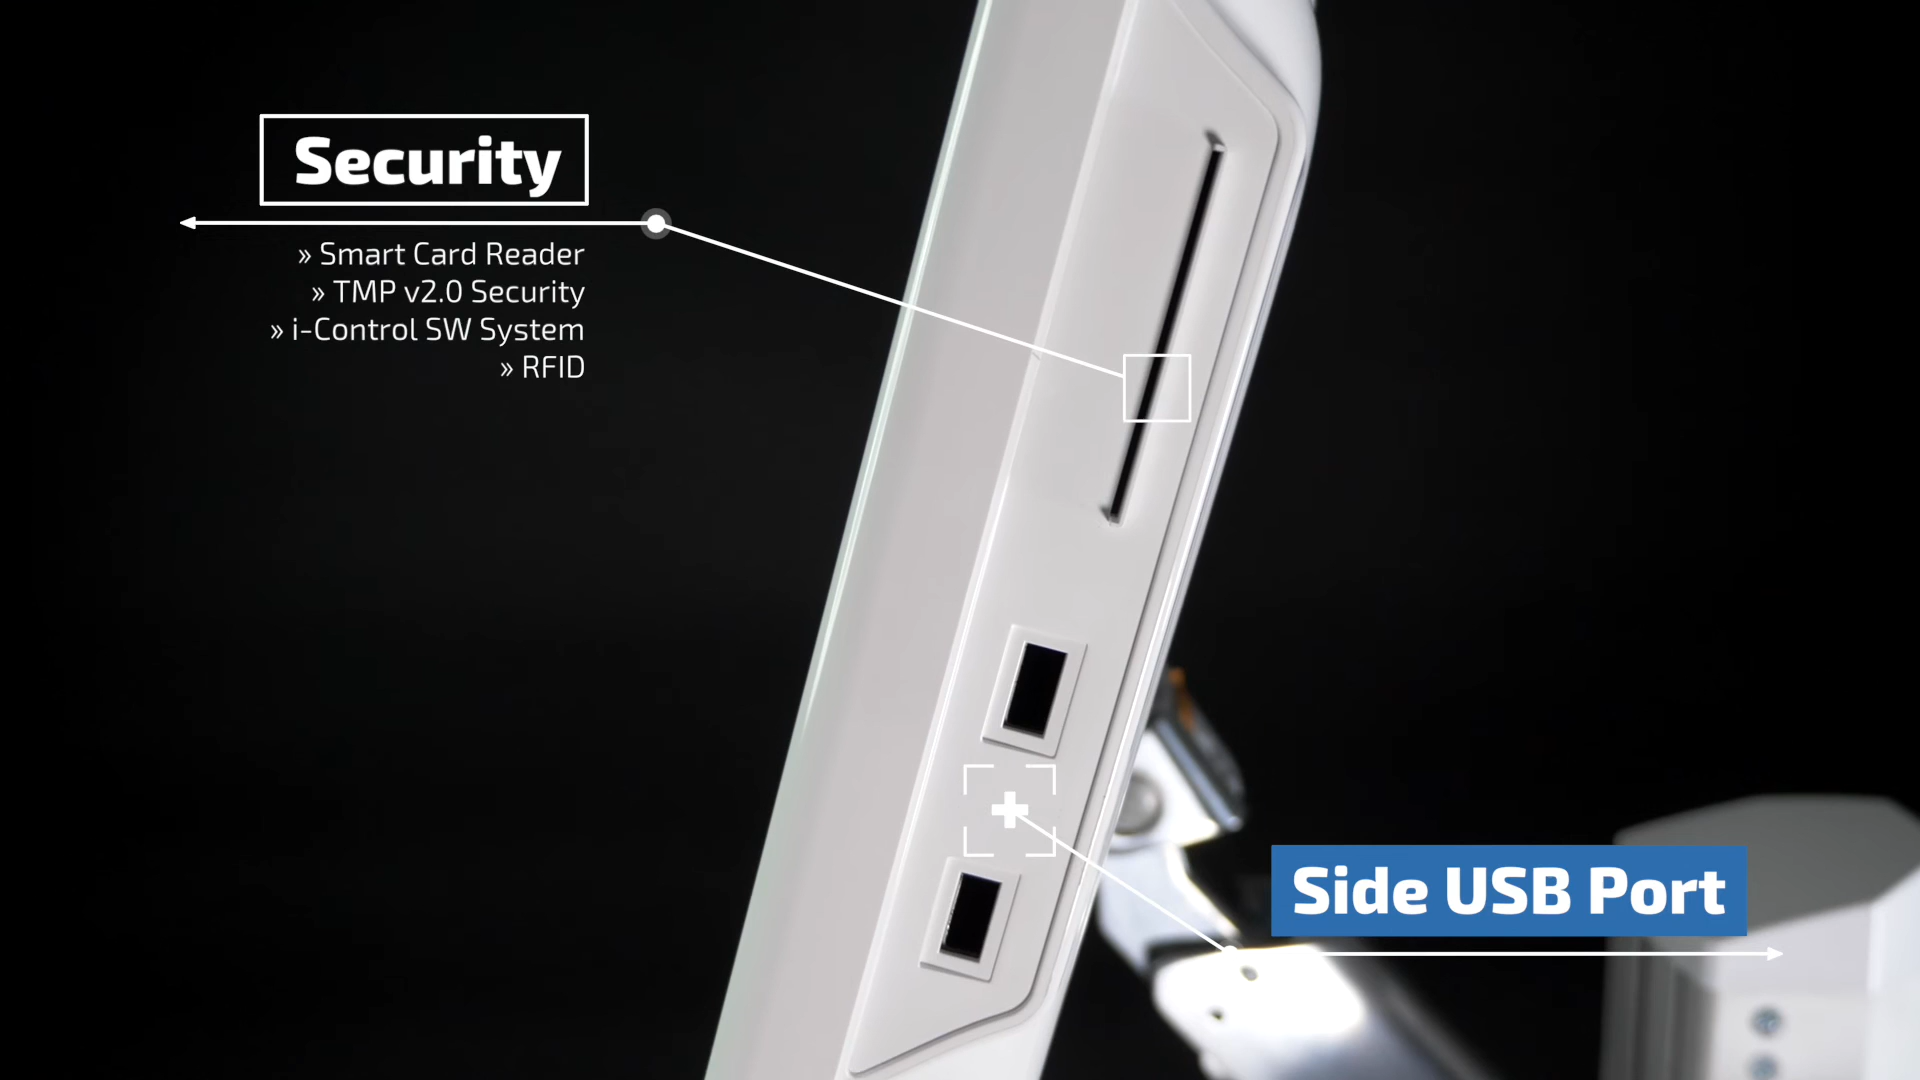 Security
» Smart Card Reader
» TMP v2.0 Security
» i-Control SW System
» RFID
Side USB Port